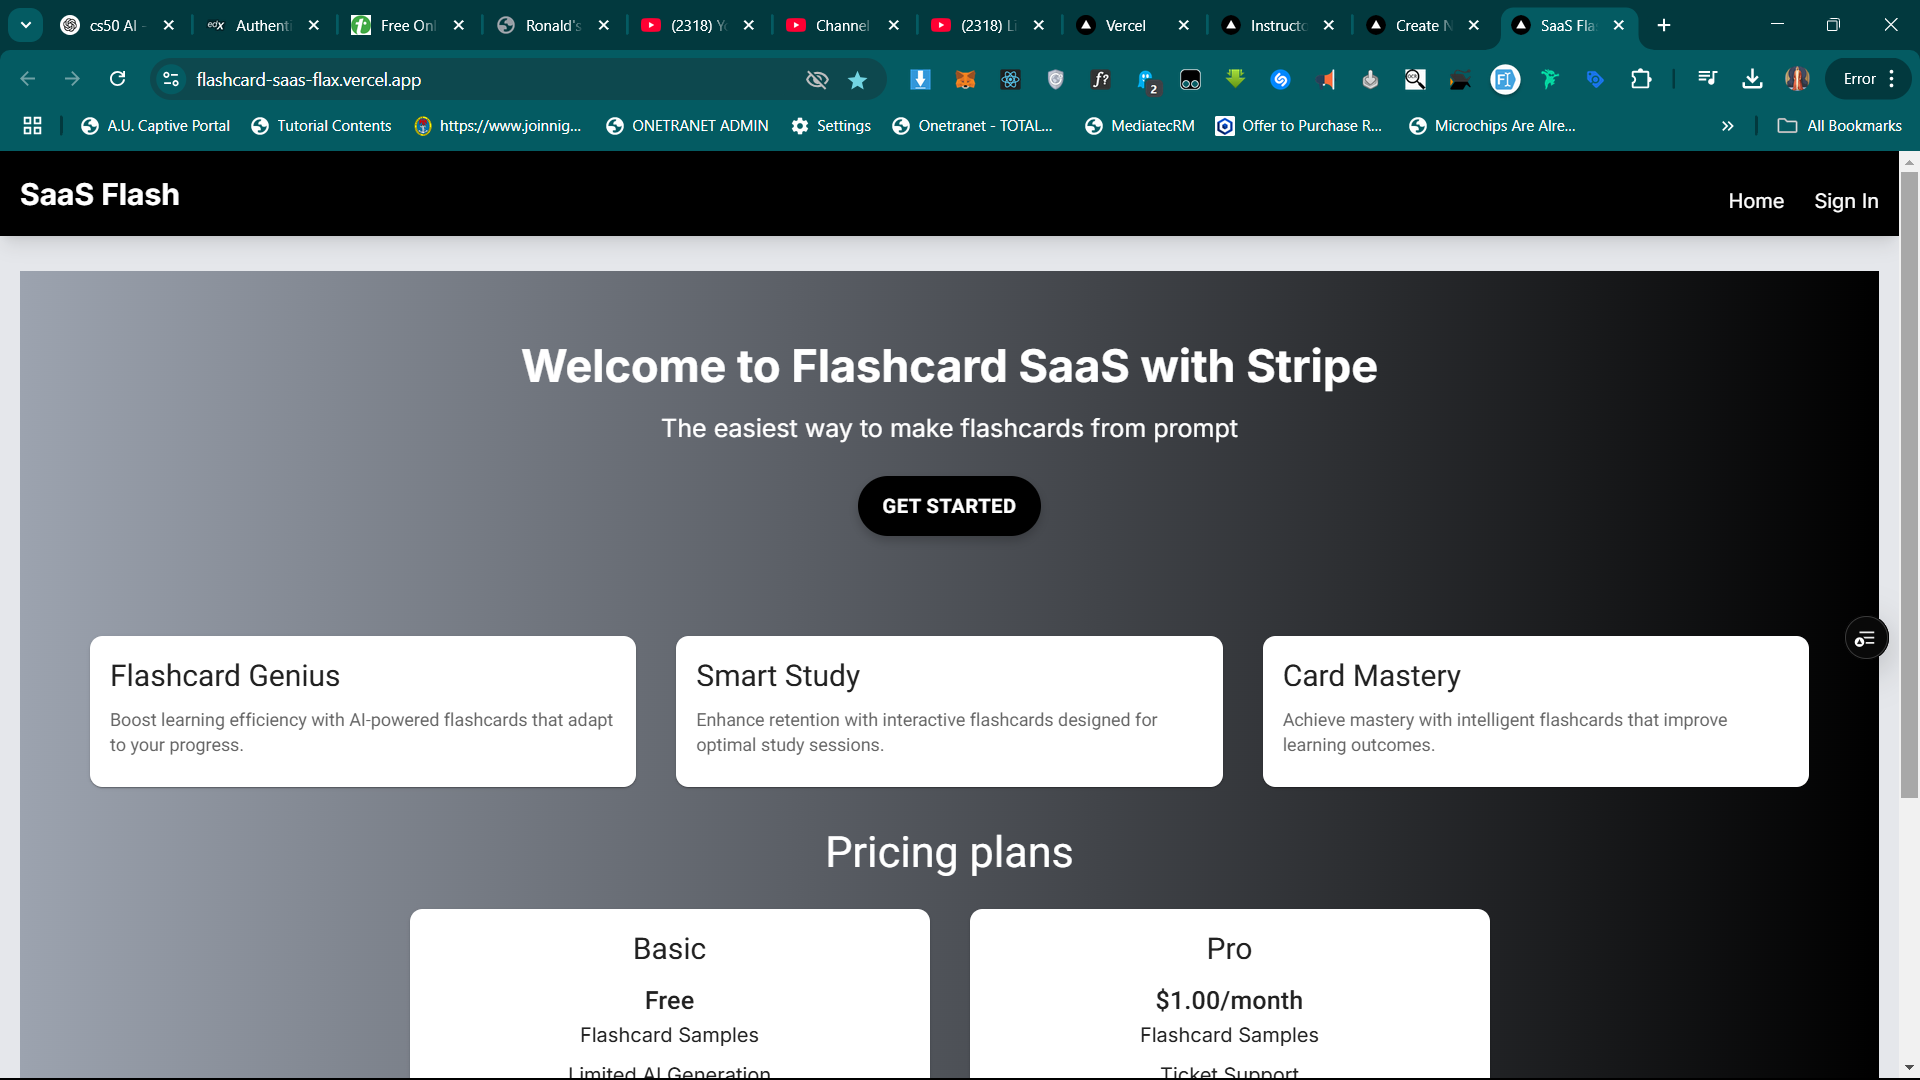 cs50 AI -
edX Authenti
Free Onl
Ronald's
(2318) Yo
Channel
(2318) Li
Vercel
Instructo
Create N
SaaS Flas
flashcard-saas-flax.vercel.app
f?
2
Error
A.U. Captive Portal
Tutorial Contents
https://www.joinnig...
ONETRANET ADMIN
Settings
Onetranet - TOTAL...
MediatecRM
Offer to Purchase R...
Microchips Are Alre...
All Bookmarks
SaaS Flash
Home
Sign In
Welcome to Flashcard SaaS with Stripe
The easiest way to make flashcards from prompt
GET STARTED
Flashcard Genius
Boost learning efficiency with AI-powered flashcards that adapt
to your progress.
Smart Study
Enhance retention with interactive flashcards designed for
optimal study sessions.
Card Mastery
Achieve mastery with intelligent flashcards that improve
learning outcomes.
Pricing plans
Basic
Free
Flashcard Samples
Limited AI Generation
Pro
$1.00/month
Flashcard Samples
Ticket Support